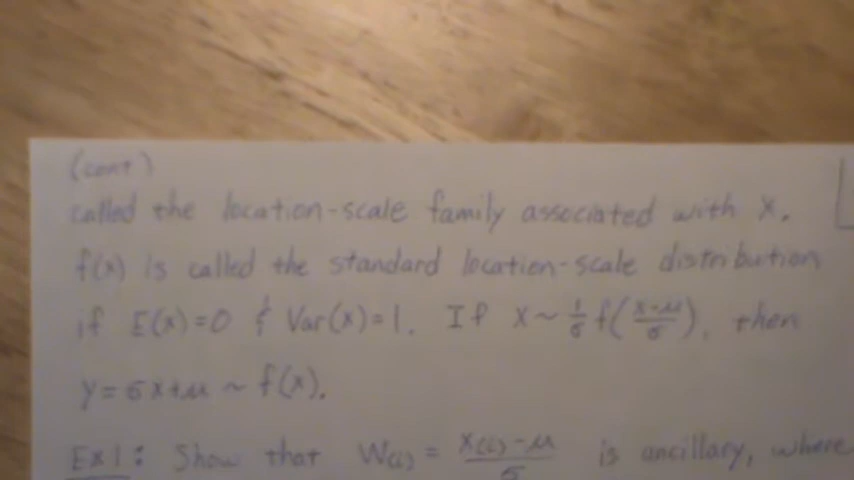 (cont)
called the location-scale family associated with X.
f(x) is called the standard location-scale distribution
if E(x)=0 & Var(x)=1. If X ~ 1/σ f((x-μ)/σ), then
y = σx+μ ~ f(x).
Ex1: Show that W(i) = (X(i)-μ)/σ is ancillary, where